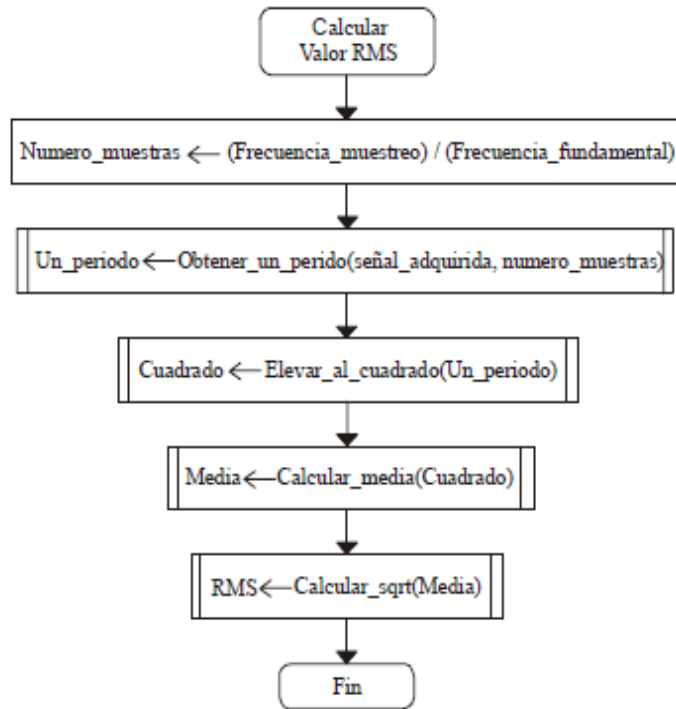 Calcular
Valor RMS
Numero_muestras ← (Frecuencia_muestreo) / (Frecuencia_fundamental)
Un_periodo ← Obtener_un_perido(señal_adquirida, numero_muestras)
Cuadrado ← Elevar_al_cuadrado(Un_periodo)
Media ← Calcular_media(Cuadrado)
RMS ← Calcular_sqrt(Media)
Fin